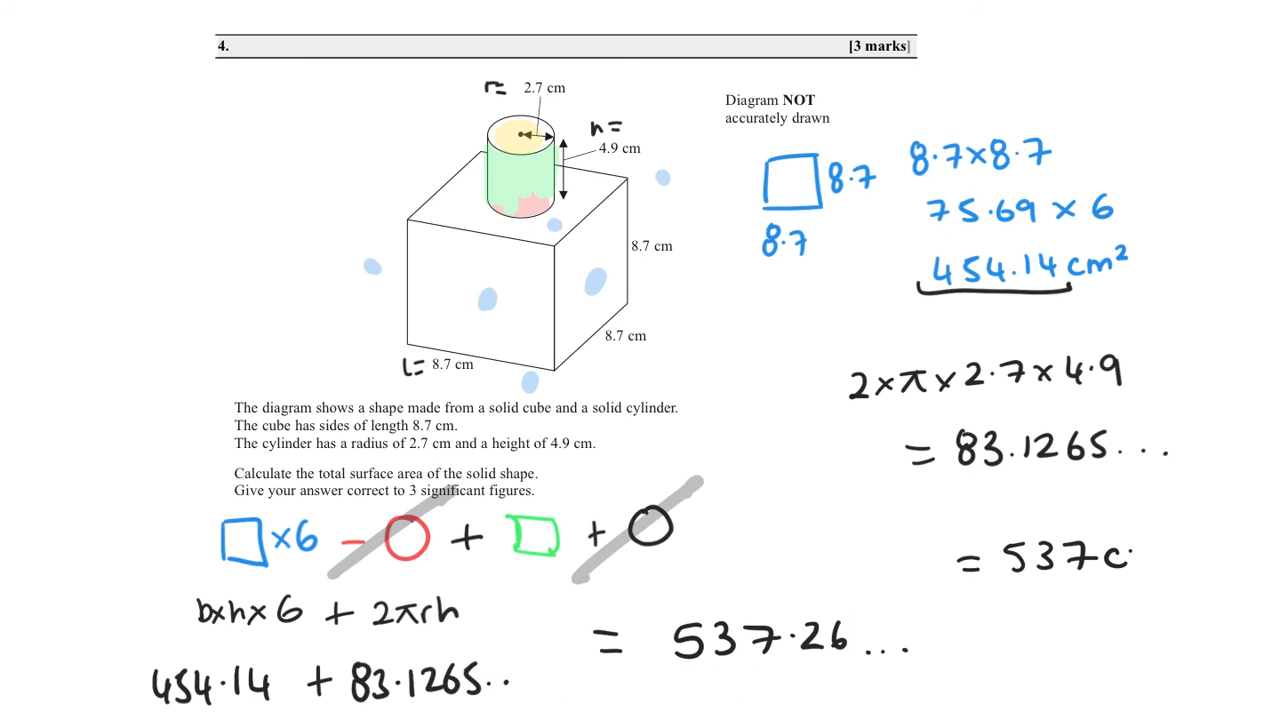 4.
[3 marks]
r= 2.7 cm
h=
4.9 cm
8.7 cm
8.7 cm
l= 8.7 cm
Diagram NOT
accurately drawn
8.7
8.7
8.7×8.7
75.69 × 6
454.14 cm²
2×π×2.7×4.9
= 83.1265...
= 537c
The diagram shows a shape made from a solid cube and a solid cylinder.
The cube has sides of length 8.7 cm.
The cylinder has a radius of 2.7 cm and a height of 4.9 cm.
Calculate the total surface area of the solid shape.
Give your answer correct to 3 significant figures.
□×6 - ○ + □ + ○
b×h×6 + 2πrh
454.14 + 83.1265..
= 537.26...